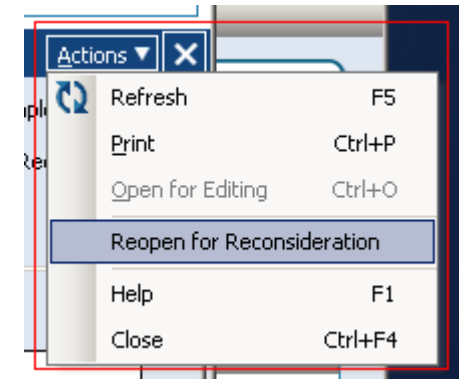 Actions ▼
Refresh F5
Print Ctrl+P
Open for Editing Ctrl+O
Reopen for Reconsideration
Help F1
Close Ctrl+F4